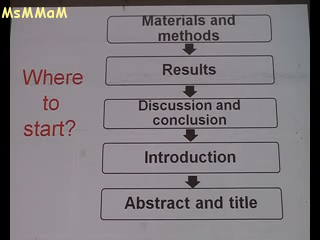 MsMMaM
Where
to
start?
Materials and
methods
Results
Discussion and
conclusion
Introduction
Abstract and title